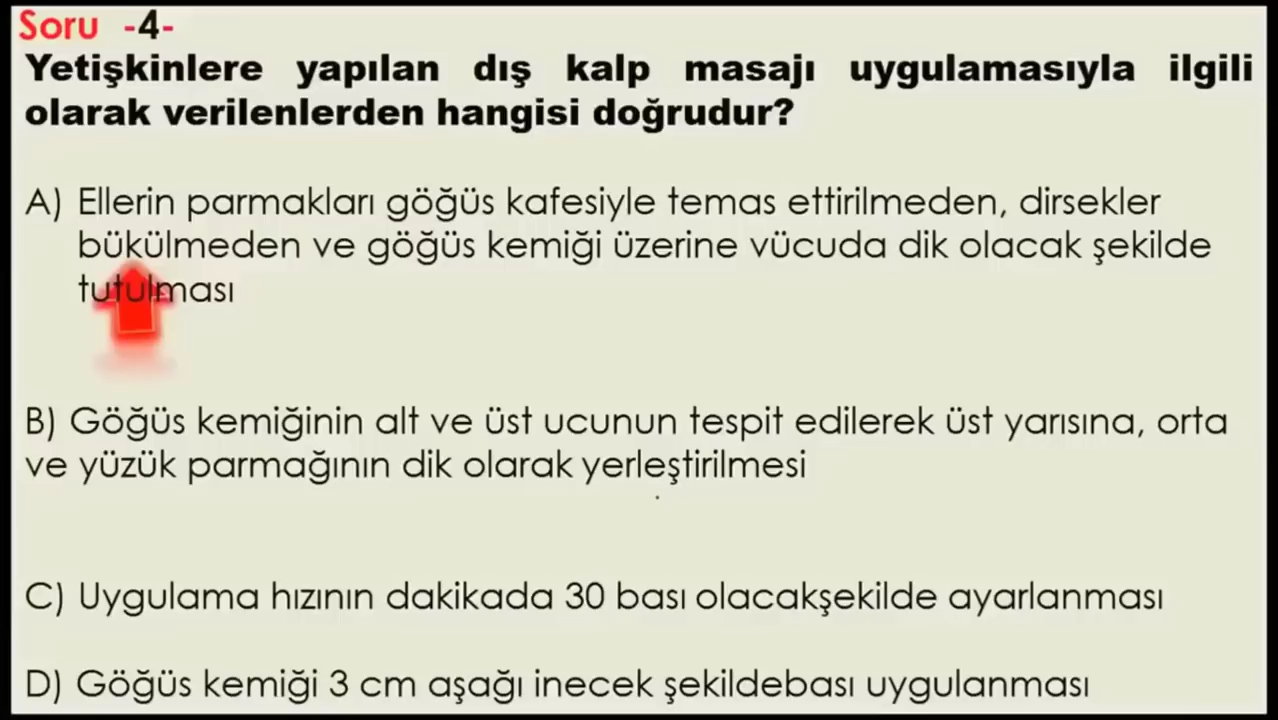 Soru -4-
Yetişkinlere yapılan dış kalp masajı uygulamasıyla ilgili
olarak verilenlerden hangisi doğrudur?
A) Ellerin parmakları göğüs kafesiyle temas ettirilmeden, dirsekler
bükülmeden ve göğüs kemiği üzerine vücuda dik olacak şekilde
tutulması
B) Göğüs kemiğinin alt ve üst ucunun tespit edilerek üst yarısına, orta
ve yüzük parmağının dik olarak yerleştirilmesi
C) Uygulama hızının dakikada 30 bası olacakşekilde ayarlanması
D) Göğüs kemiği 3 cm aşağı inecek şekildebası uygulanması